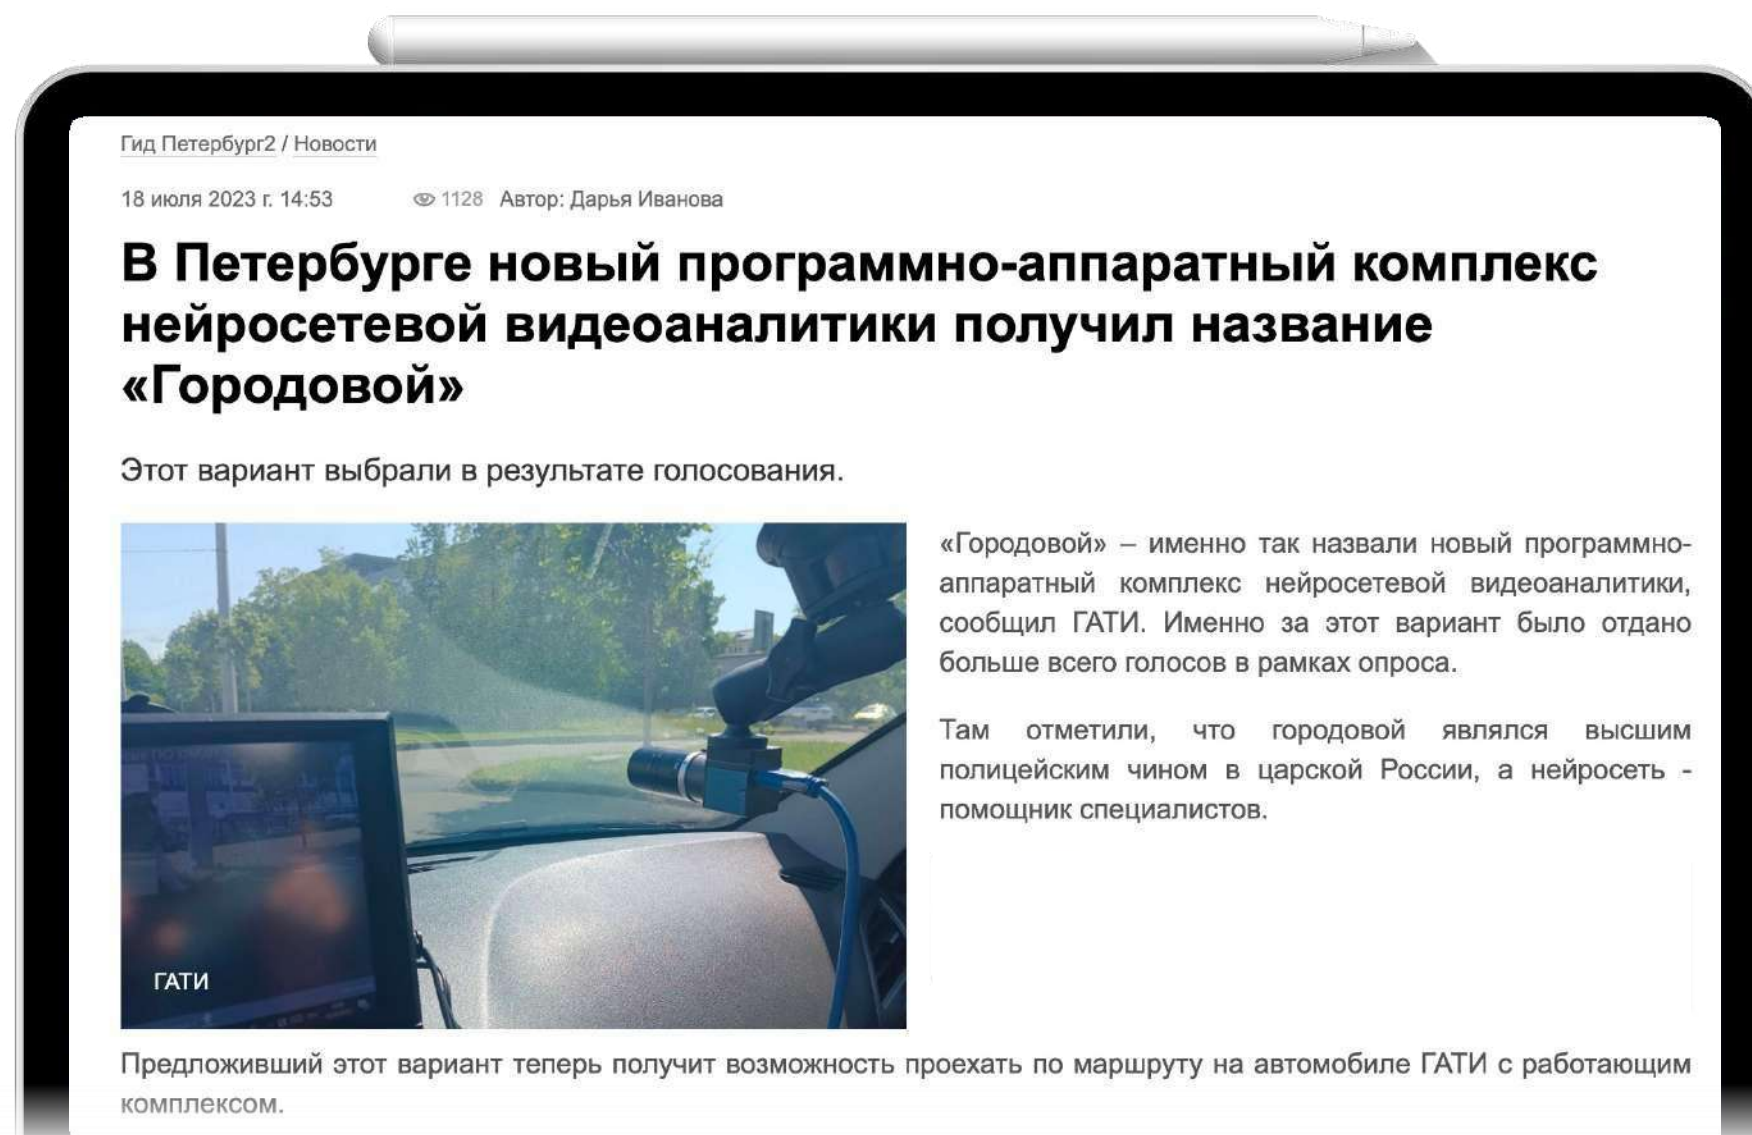 Гид Петербург2 / Новости
18 июля 2023 г. 14:53 1128 Автор: Дарья Иванова
В Петербурге новый программно-аппаратный комплекс
нейросетевой видеоаналитики получил название
«Городовой»
Этот вариант выбрали в результате голосования.
«Городовой» – именно так назвали новый программно-
аппаратный комплекс нейросетевой видеоаналитики,
сообщил ГАТИ. Именно за этот вариант было отдано
больше всего голосов в рамках опроса.
Там отметили, что городовой являлся высшим
полицейским чином в царской России, а нейросеть -
помощник специалистов.
ГАТИ
Предложивший этот вариант теперь получит возможность проехать по маршруту на автомобиле ГАТИ с работающим
комплексом.